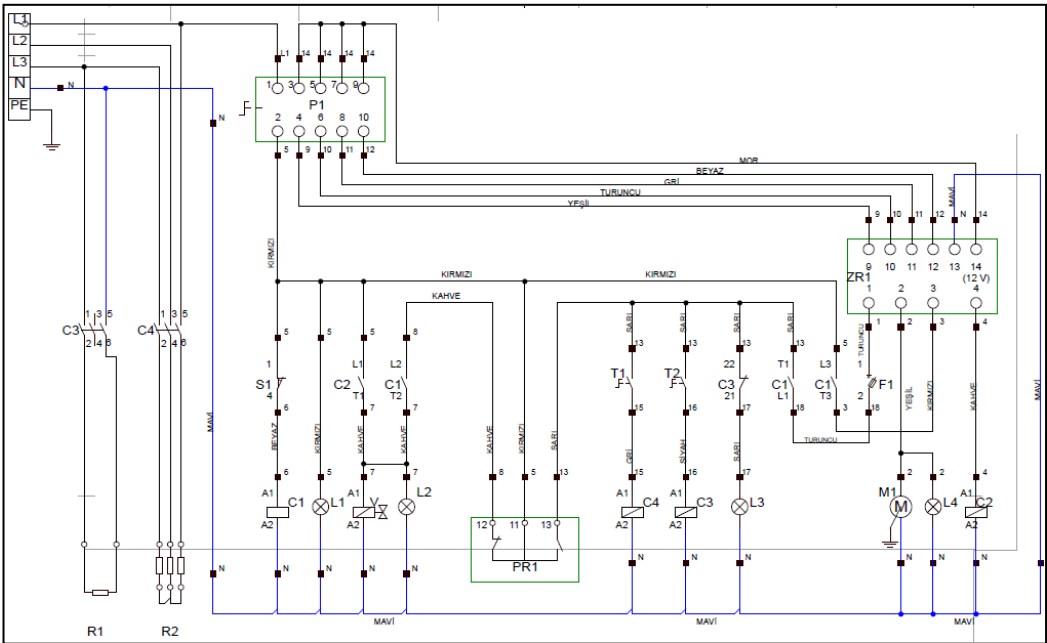 L1
L2
L3
N
PE
N
N
L1 14 14 14 14
1 3 5 7 9
P1
2 4 6 8 10
5 9 10 11 12
MOR
BEYAZ
GRİ
TURUNCU
YEŞİL
MAVİ
9 10 11 12 N 14
9 10 11 12 13 14
ZR1 (12 V)
1 2 3 4
1 2 3 4
KIRMIZI
KIRMIZI KIRMIZI
KAHVE
SARI SARI SARI
TURUNCU
1 3 5 1 3 5
C3 C4
2 4 6 2 4 6
5 5 5 8 13 13 13 13 5
1 L1 L2 22 T1 L3 1
S1 C2 C1 T1 T2 C3 C1 C1 F1
4 T1 T2 21 L1 T3 2
6 7 7 15 16 17 18 3 18
YEŞİL KIRMIZI KAHVE
MAVİ MAVİ
BEYAZ KIRMIZI KAHVE KAHVE KAHVE KIRMIZI SARI GRİ SİYAH SARI TURUNCU
6 5 7 7 8 5 13 15 16 17 2 2 4
A1 C1 L1 A1 V L2 A1 C4 A1 C3 L3 M1 M L4 A1 C2
A2 A2 A2 A2 A2
12 11 13
PR1
N N N N N N N N N
MAVİ MAVİ MAVİ
R1 R2